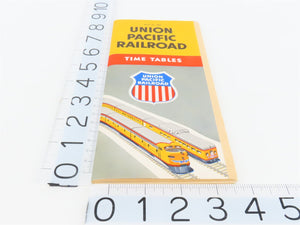 UNION
PACIFIC
RAILROAD
TIME TABLES
UNION
PACIFIC
RAILROAD
0 1 2 3 4 5 6 7 8 9 10
0 1 2 3 4 5